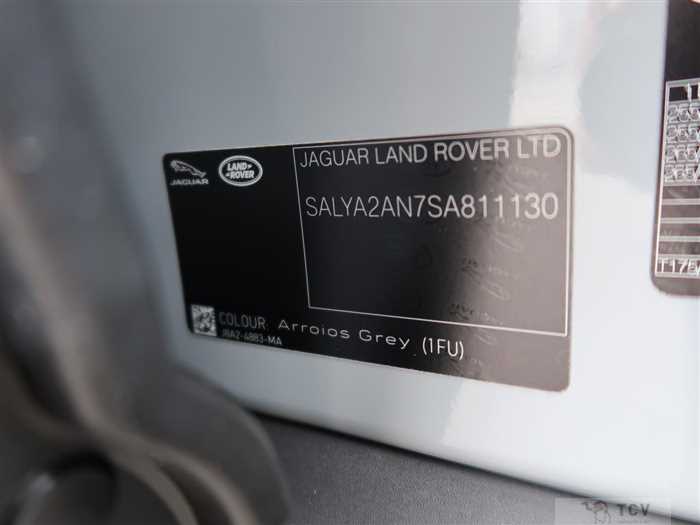 JAGUAR
LAND
ROVER
JAGUAR LAND ROVER LTD
SALYA2AN7SA811130
COLOUR: Arroios Grey (1FU)
J8A2-4883-MA
TCV